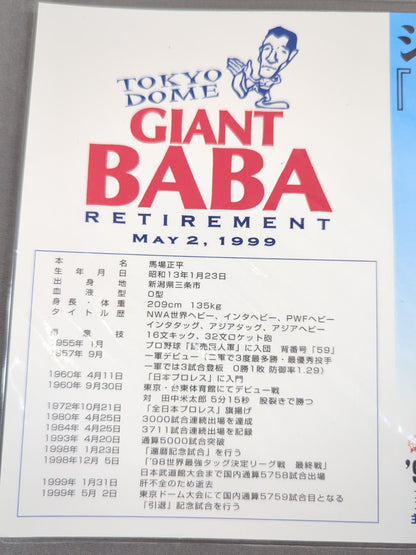 TOKYO
DOME
GIANT
BABA
RETIREMENT
MAY 2, 1999
本名 馬場正平
生年月日 昭和13年1月23日
出身地 新潟県三条市
血液型 O型
身長・体重 209cm 135kg
タイトル歴 NWA世界ヘビー、インタヘビー、PWFヘビー
インタタッグ、アジアタッグ、アジアヘビー
得意技 16文キック、32文ロケット砲
1955年 1月 プロ野球「読売巨人軍」に入団 背番号「59」
1957年 9月 一軍デビュー(二軍で3度最多勝・最優秀投手
一軍では3試合登板 0勝1敗 防御率1.29)
1960年 4月11日 「日本プロレス」に入門
1960年 9月30日 東京・台東体育館にてデビュー戦
対 田中米太郎 5分15秒 股裂きで勝つ
1972年10月21日 「全日本プロレス」旗揚げ
1980年 4月25日 3000試合連続出場を達成
1984年 4月25日 3711試合連続出場を記録
1993年 4月20日 通算5000試合突破
1998年 1月23日 「還暦記念試合」を行う
1998年12月 5日 「'98世界最強タッグ決定リーグ戦 最終戦」
日本武道館大会まで国内通算5758試合出場
1999年 1月31日 肝不全のため逝去
1999年 5月 2日 東京ドーム大会にて国内通算5759試合目となる
「引退」記念試合を行う